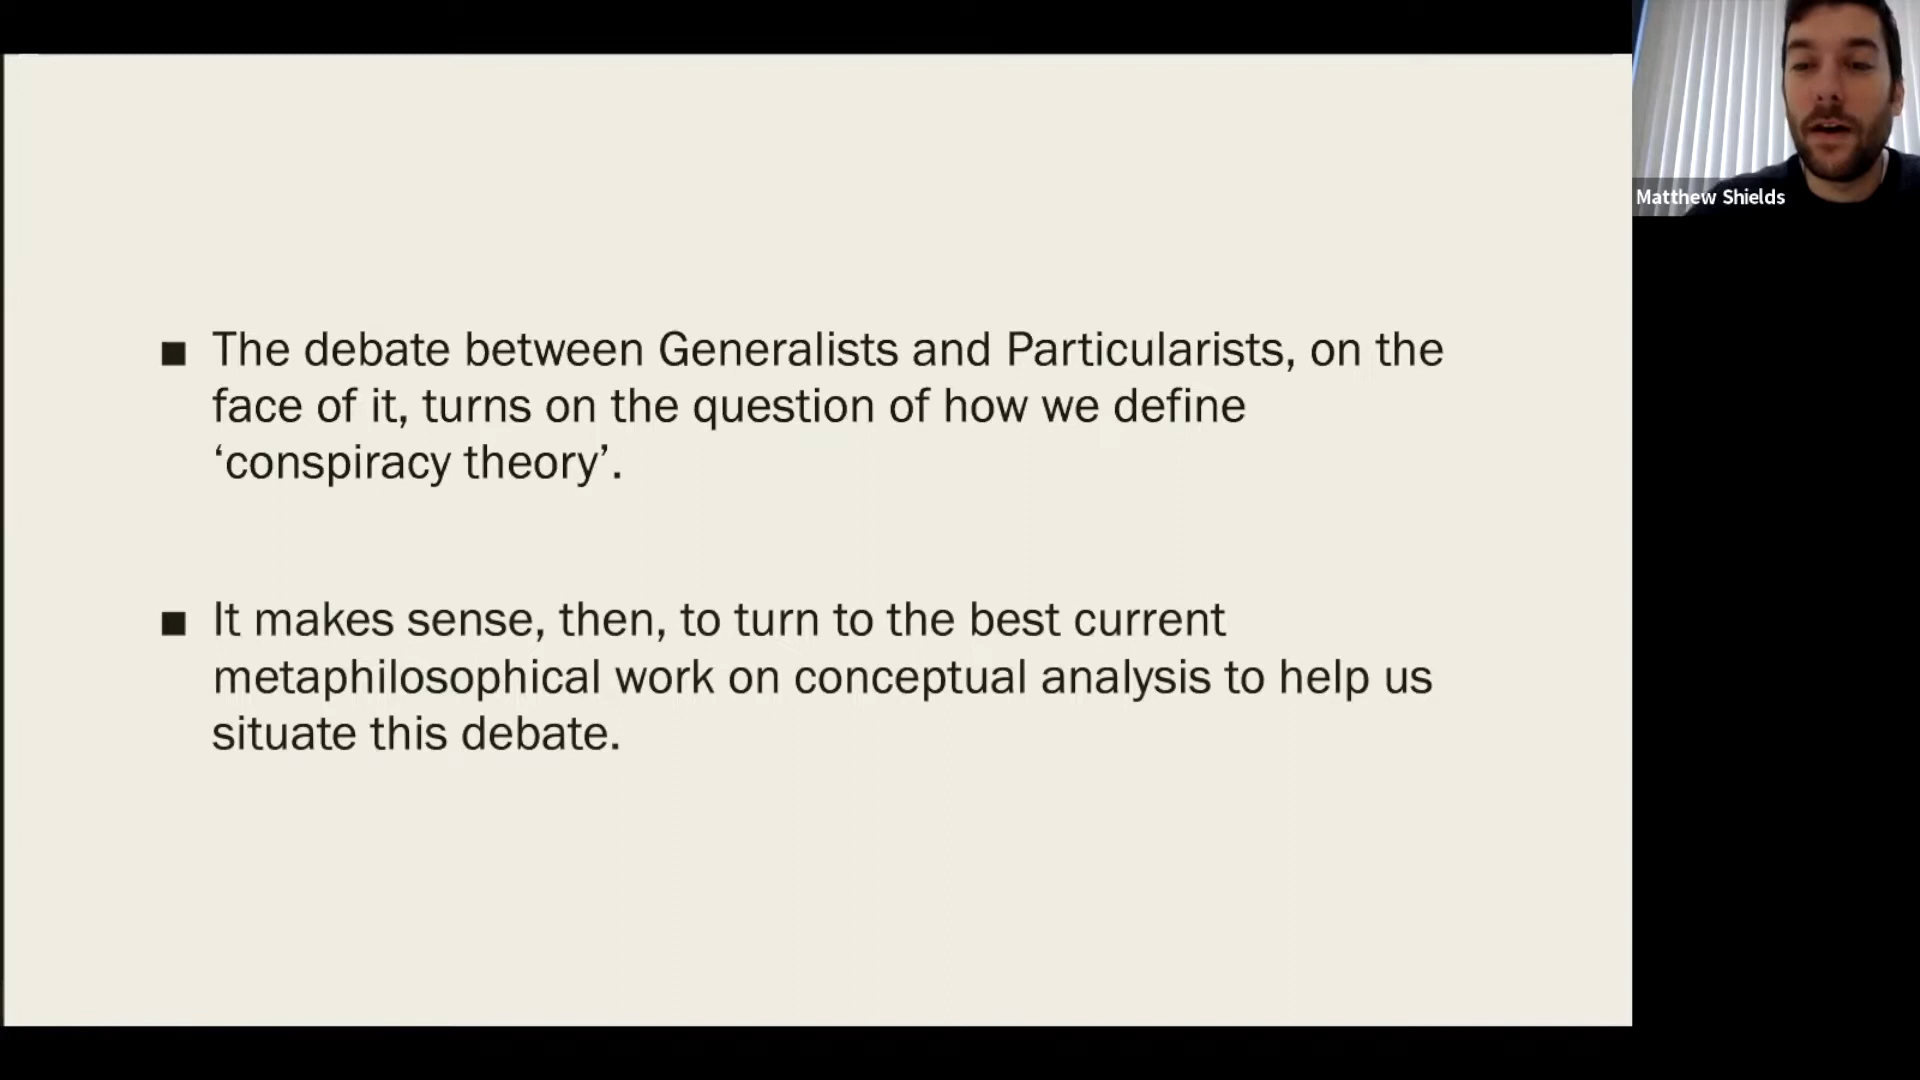 ■ The debate between Generalists and Particularists, on the
face of it, turns on the question of how we define
‘conspiracy theory’.
■ It makes sense, then, to turn to the best current
metaphilosophical work on conceptual analysis to help us
situate this debate.
Matthew Shields